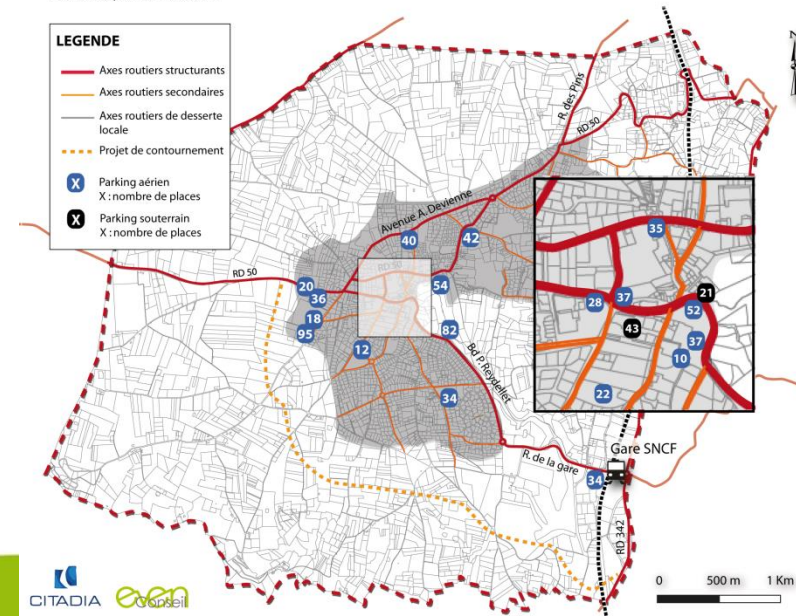 LEGENDE
Axes routiers structurants
Axes routiers secondaires
Axes routiers de desserte
locale
Projet de contournement
X Parking aérien
X : nombre de places
X Parking souterrain
X : nombre de places
R. des Pins
RD 50
Avenue A. Devienne
40
42
35
RD 50
20
36
54
18
95
82
12
34
Bd P. Reydellet
28
37
21
52
43
37
10
22
Gare SNCF
R. de la gare
34
RD 342
CITADIA
even
Conseil
0 500 m 1 Km